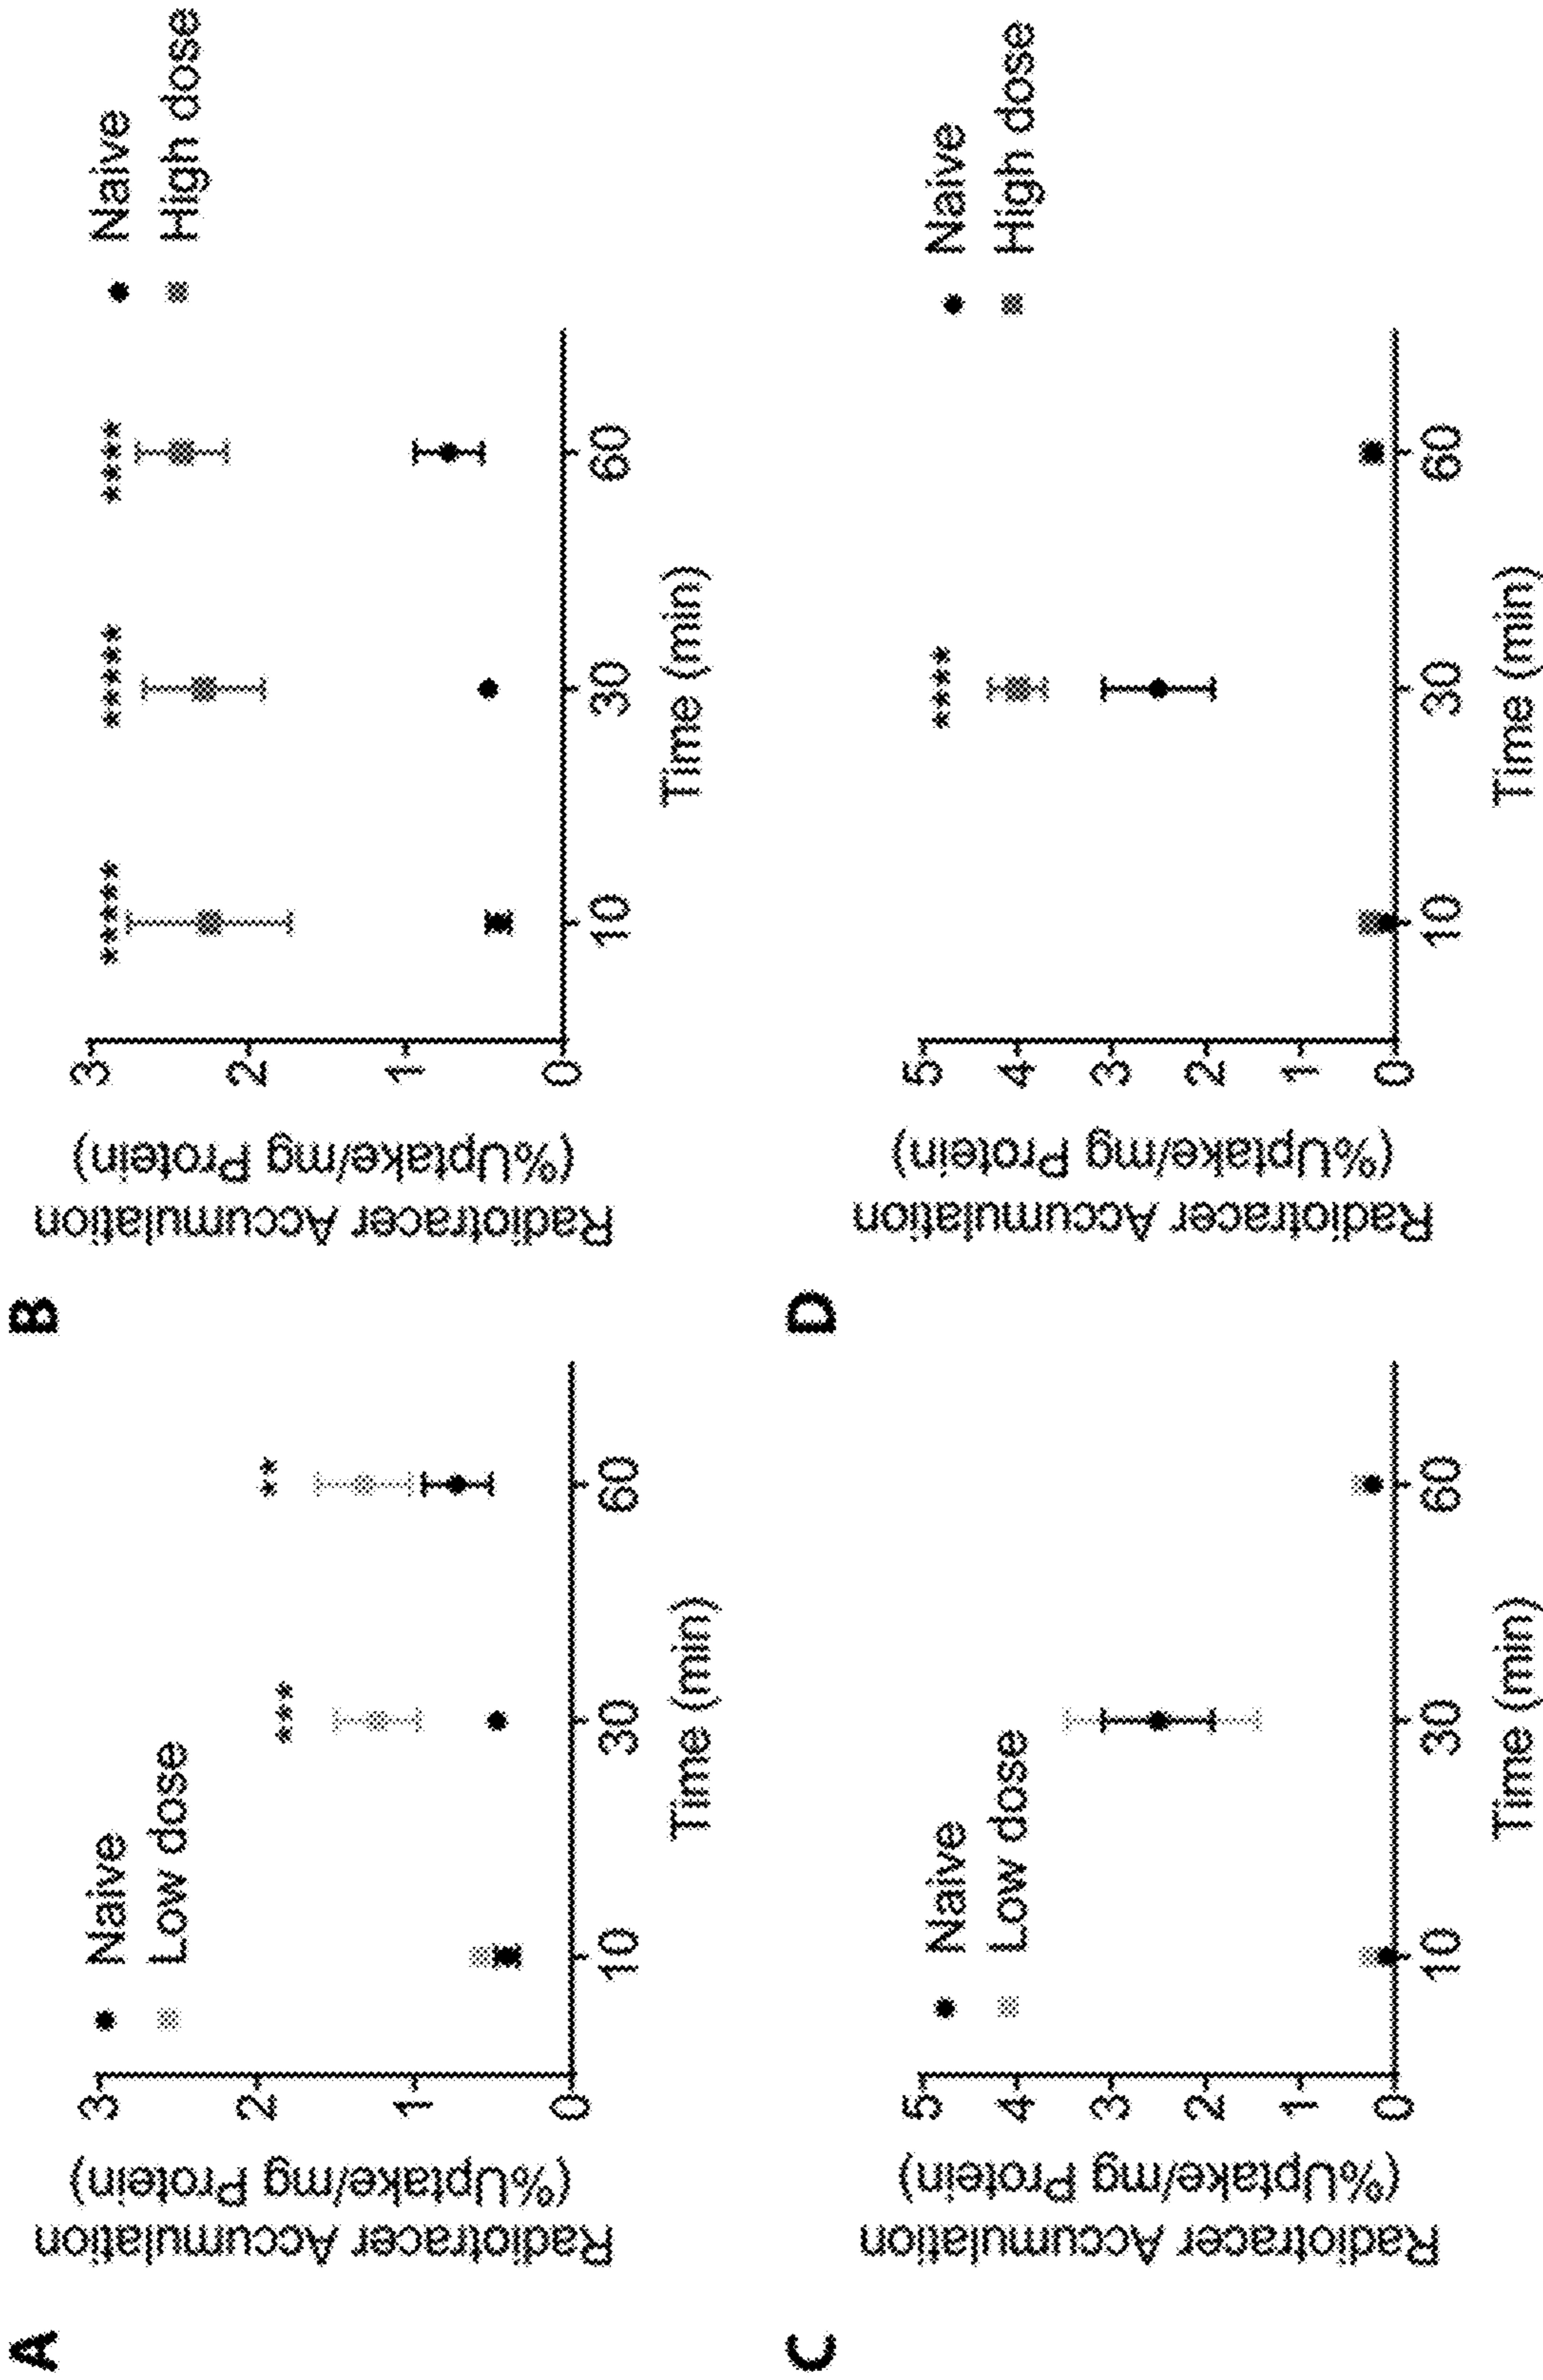 A
Radiotracer Accumulation
(%Uptake/mg Protein)
3
2
1
0
Naive
Low dose
***
**
10
30
60
Time (min)
B
Radiotracer Accumulation
(%Uptake/mg Protein)
3
2
1
0
*****
*****
****
Naive
High dose
10
30
60
Time (min)
C
Radiotracer Accumulation
(%Uptake/mg Protein)
5
4
3
2
1
0
Naive
Low dose
10
30
60
Time (min)
D
Radiotracer Accumulation
(%Uptake/mg Protein)
5
4
3
2
1
0
****
Naive
High dose
10
30
60
Time (min)